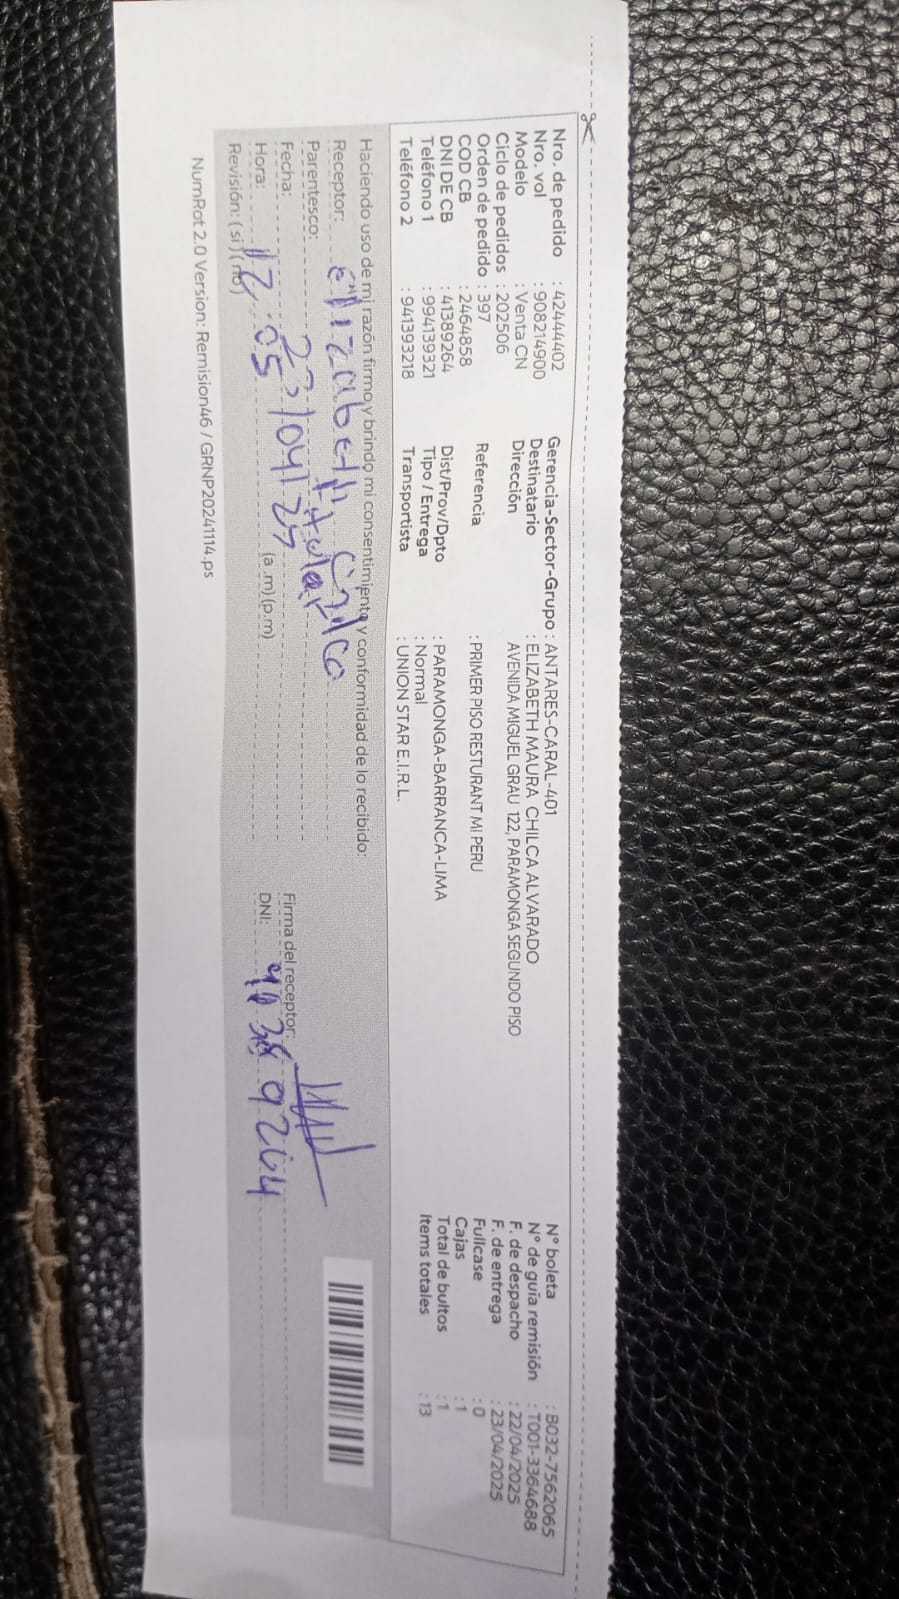 Nro. de pedido : 42444402
Nro. vol : 908214900
Modelo : Venta CN
Ciclo de pedidos : 202506
Orden de pedido : 397
COD CB : 2464858
DNI DE CB : 41389264
Teléfono 1 : 994139321
Teléfono 2 : 941393218
Gerencia-Sector-Grupo : ANTARES-CARAL-401
Destinatario : ELIZABETH MAURA CHILCA ALVARADO
Dirección AVENIDA MIGUEL GRAU 122, PARAMONGA SEGUNDO PISO
Referencia : PRIMER PISO RESTURANT MI PERU
Dist/Prov/Dpto : PARAMONGA-BARRANCA-LIMA
Tipo / Entrega : Normal
Transportista : UNION STAR E.I.R.L.
N° boleta : B032-7562065
N° de guía remisión : T001-3364688
F. de despacho : 22/04/2025
F. de entrega : 23/04/2025
Fullcase : 0
Cajas : 1
Total de bultos : 1
Items totales : 13
Haciendo uso de mi razón firmo y brindo mi consentimiento y conformidad de lo recibido:
Receptor: elizabeth
Parentesco: titular
Fecha:
Hora: 12:05 (a.m) (p.m)
Revisión: ( si ) ( no )
Firma del receptor:
DNI: 41389264
NumRot 2.0 Version: Remision46 / GRNP20241114.ps